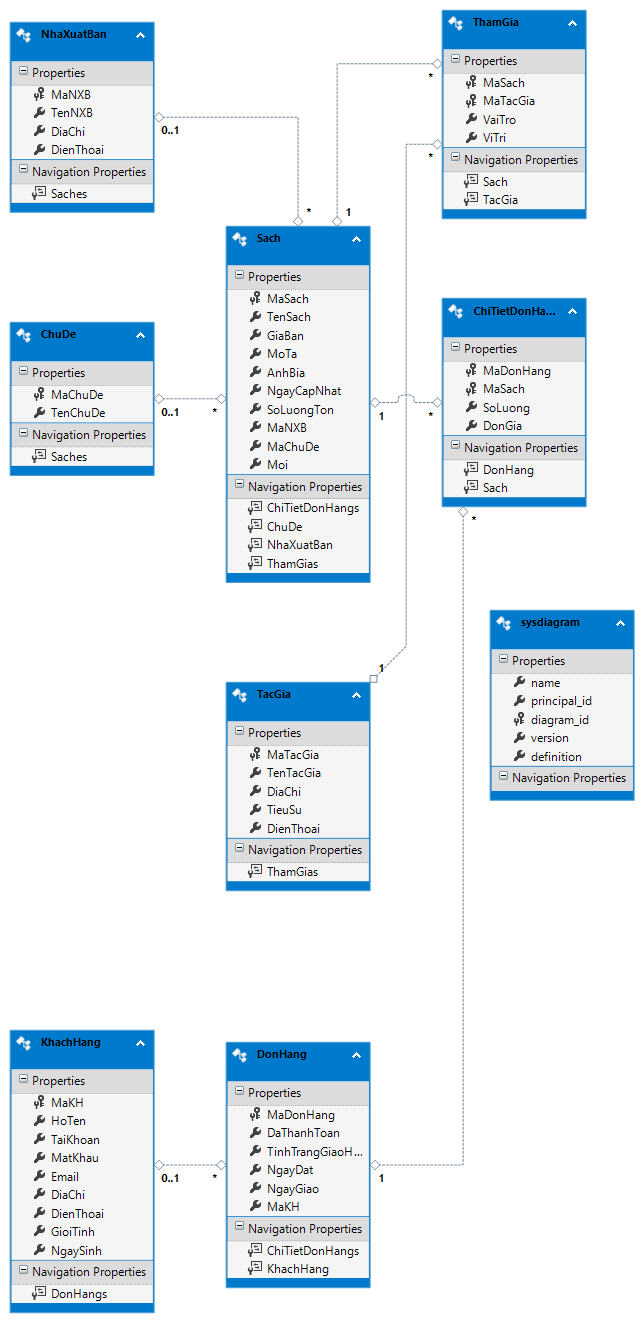 NhaXuatBan
Properties
MaNXB
TenNXB
DiaChi
DienThoai
Navigation Properties
Saches
0..1
*
ThamGia
Properties
MaSach
MaTacGia
VaiTro
ViTri
Navigation Properties
Sach
TacGia
*
*
1
Sach
Properties
MaSach
TenSach
GiaBan
MoTa
AnhBia
NgayCapNhat
SoLuongTon
MaNXB
MaChuDe
Moi
Navigation Properties
ChiTietDonHangs
ChuDe
NhaXuatBan
ThamGias
ChuDe
Properties
MaChuDe
TenChuDe
Navigation Properties
Saches
0..1
*
1
*
ChiTietDonHa...
Properties
MaDonHang
MaSach
SoLuong
DonGia
Navigation Properties
DonHang
Sach
*
sysdiagram
Properties
name
principal_id
diagram_id
version
definition
Navigation Properties
1
TacGia
Properties
MaTacGia
TenTacGia
DiaChi
TieuSu
DienThoai
Navigation Properties
ThamGias
KhachHang
Properties
MaKH
HoTen
TaiKhoan
MatKhau
Email
DiaChi
DienThoai
GioiTinh
NgaySinh
Navigation Properties
DonHangs
0..1
*
DonHang
Properties
MaDonHang
DaThanhToan
TinhTrangGiaoH...
NgayDat
NgayGiao
MaKH
Navigation Properties
ChiTietDonHangs
KhachHang
1